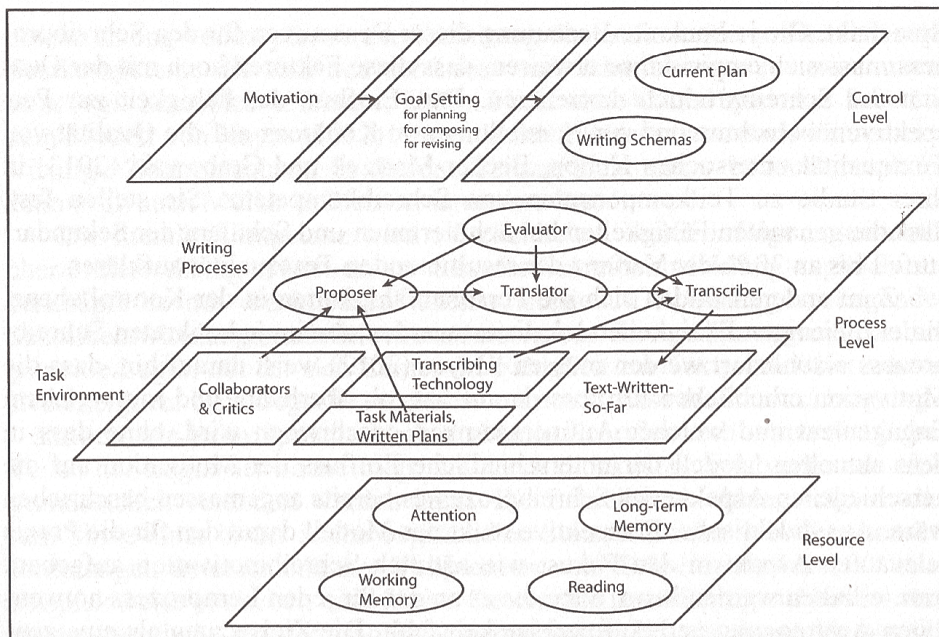 Current Plan
Control
Level
Motivation
Goal Setting
for planning
for composing
for revising
Writing Schemas
Evaluator
Writing
Processes
Proposer
Translator
Transcriber
Process
Level
Task
Environment
Collaborators
& Critics
Transcribing
Technology
Text-Written-
So-Far
Task Materials,
Written Plans
Long-Term
Memory
Resource
Level
Working
Memory
Reading